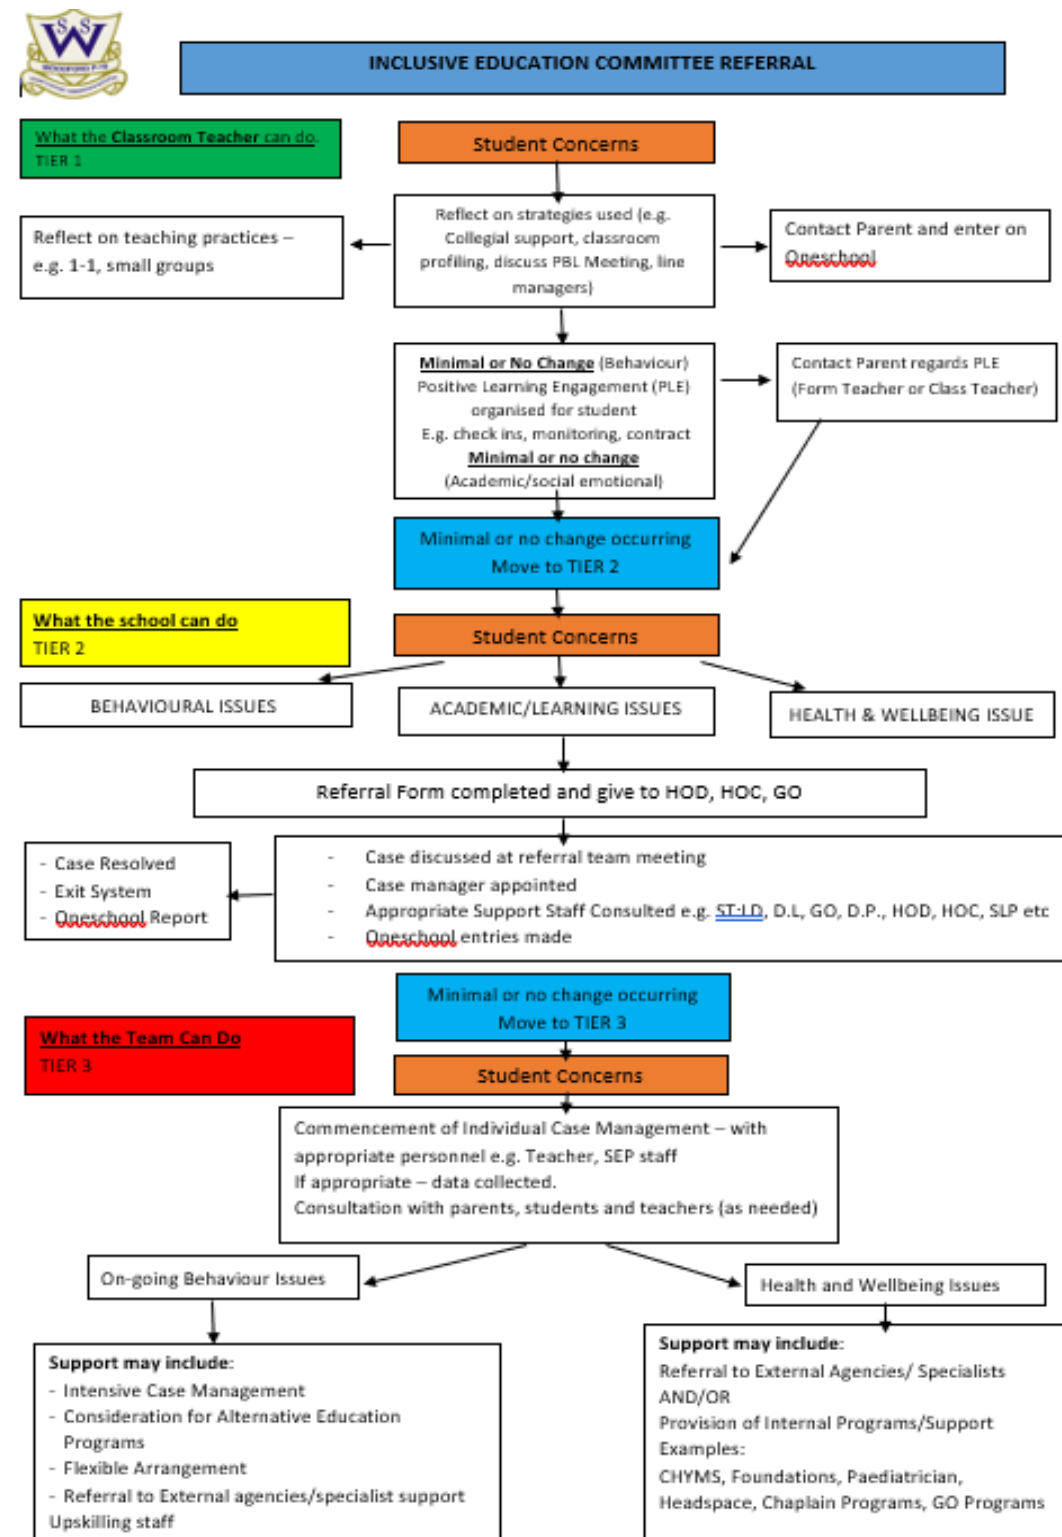 S S
W
INCLUSIVE EDUCATION COMMITTEE REFERRAL
What the Classroom Teacher can do.
TIER 1
Student Concerns
Reflect on strategies used (e.g.
Collegial support, classroom
profiling, discuss PBL Meeting, line
managers)
Reflect on teaching practices –
e.g. 1-1, small groups
Contact Parent and enter on
Oneschool
Minimal or No Change (Behaviour)
Positive Learning Engagement (PLE)
organised for student
E.g. check ins, monitoring, contract
Minimal or no change
(Academic/social emotional)
Contact Parent regards PLE
(Form Teacher or Class Teacher)
Minimal or no change occurring
Move to TIER 2
What the school can do
TIER 2
Student Concerns
BEHAVIOURAL ISSUES
ACADEMIC/LEARNING ISSUES
HEALTH & WELLBEING ISSUE
Referral Form completed and give to HOD, HOC, GO
- Case Resolved
- Exit System
- Oneschool Report
- Case discussed at referral team meeting
- Case manager appointed
- Appropriate Support Staff Consulted e.g. ST:LD, D.L, GO, D.P., HOD, HOC, SLP etc
- Oneschool entries made
Minimal or no change occurring
Move to TIER 3
What the Team Can Do
TIER 3
Student Concerns
Commencement of Individual Case Management – with
appropriate personnel e.g. Teacher, SEP staff
If appropriate – data collected.
Consultation with parents, students and teachers (as needed)
On-going Behaviour Issues
Health and Wellbeing Issues
Support may include:
- Intensive Case Management
- Consideration for Alternative Education
Programs
- Flexible Arrangement
- Referral to External agencies/specialist support
Upskilling staff
Support may include:
Referral to External Agencies/ Specialists
AND/OR
Provision of Internal Programs/Support
Examples:
CHYMS, Foundations, Paediatrician,
Headspace, Chaplain Programs, GO Programs